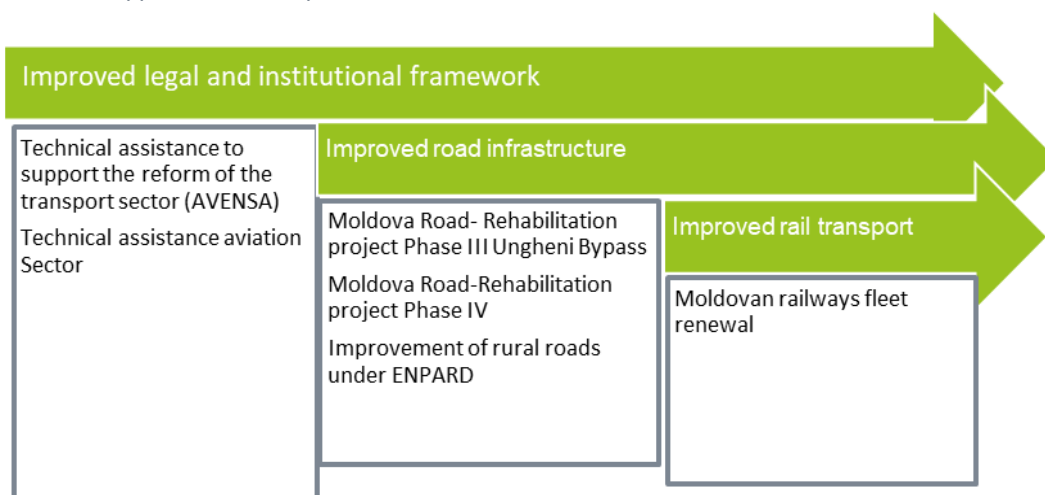 Improved legal and institutional framework
Technical assistance to
support the reform of the
transport sector (AVENSA)
Technical assistance aviation
Sector
Improved road infrastructure
Moldova Road- Rehabilitation
project Phase III Ungheni Bypass
Moldova Road-Rehabilitation
project Phase IV
Improvement of rural roads
under ENPARD
Improved rail transport
Moldovan railways fleet
renewal